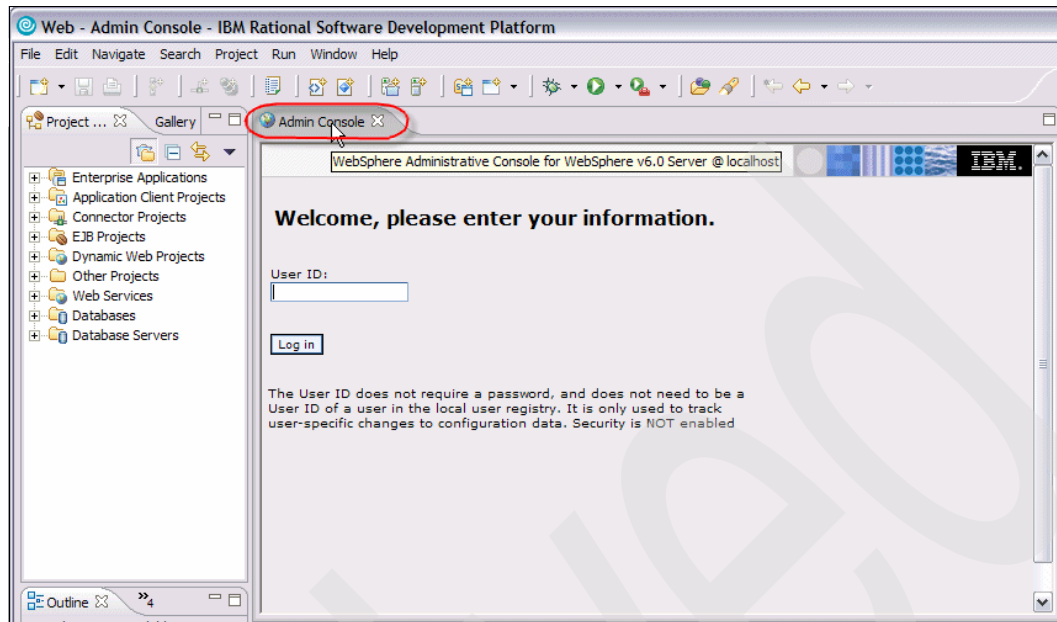 Web - Admin Console - IBM Rational Software Development Platform
File Edit Navigate Search Project Run Window Help
Project ... Gallery
Admin Console
WebSphere Administrative Console for WebSphere v6.0 Server @ localhost
IBM.
Enterprise Applications
Application Client Projects
Connector Projects
EJB Projects
Dynamic Web Projects
Other Projects
Web Services
Databases
Database Servers
Welcome, please enter your information.
User ID:
Log in
The User ID does not require a password, and does not need to be a
User ID of a user in the local user registry. It is only used to track
user-specific changes to configuration data. Security is NOT enabled
Outline
»4